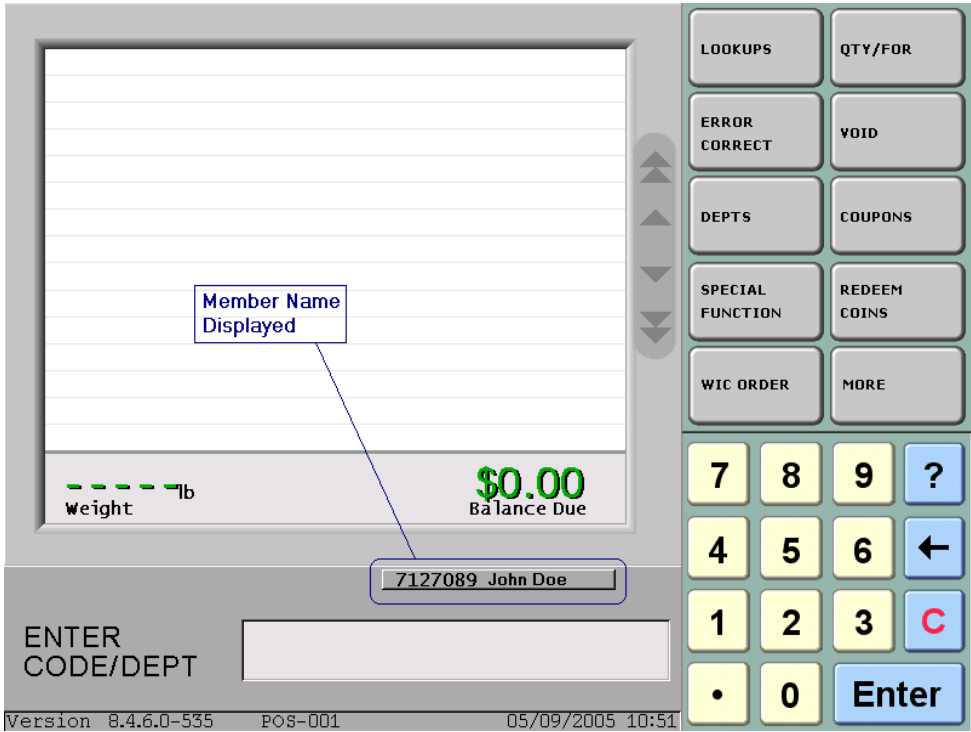 LOOKUPS
QTY/FOR
ERROR
CORRECT
VOID
DEPTS
COUPONS
SPECIAL
FUNCTION
REDEEM
COINS
WIC ORDER
MORE
Member Name
Displayed
- - - - - lb
Weight
$0.00
Balance Due
7127089 John Doe
ENTER
CODE/DEPT
7 8 9 ?
4 5 6 ←
1 2 3 C
. 0 Enter
Version 8.4.6.0-535 POS-001 05/09/2005 10:51